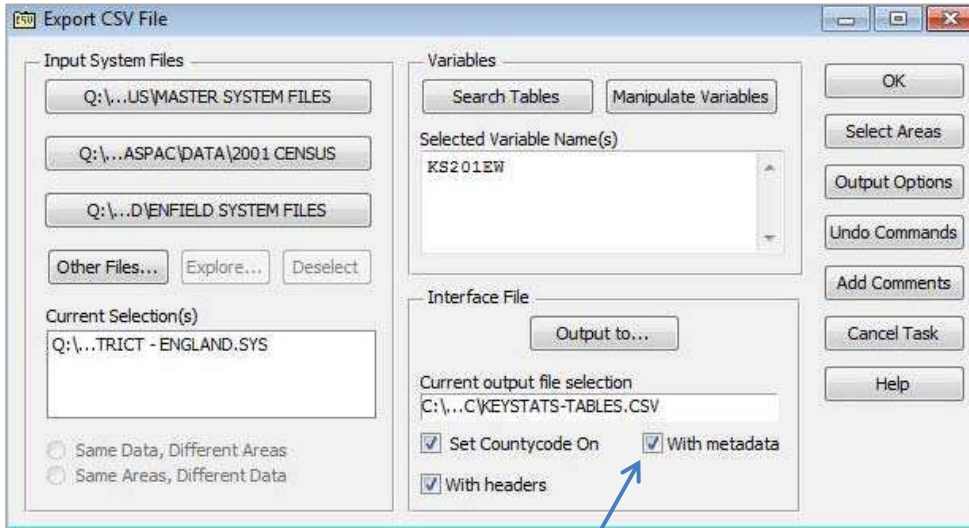 CSV Export CSV File
Input System Files
Q:\...US\MASTER SYSTEM FILES
Q:\...ASPAC\DATA\2001 CENSUS
Q:\...D\ENFIELD SYSTEM FILES
Other Files... Explore... Deselect
Current Selection(s)
Q:\...TRICT - ENGLAND.SYS
Same Data, Different Areas
Same Areas, Different Data
Variables
Search Tables Manipulate Variables
Selected Variable Name(s)
KS201EW
Interface File
Output to...
Current output file selection
C:\...C\KEYSTATS-TABLES.CSV
Set Countycode On With metadata
With headers
OK
Select Areas
Output Options
Undo Commands
Add Comments
Cancel Task
Help